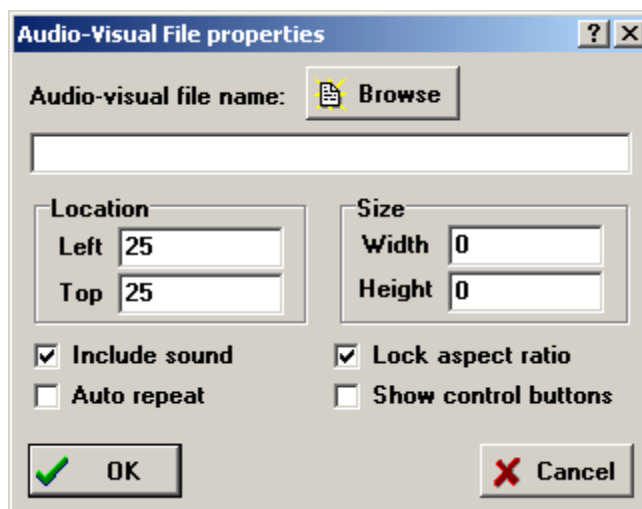 Audio-Visual File properties
Audio-visual file name: Browse
Location
Left 25
Top 25
Size
Width 0
Height 0
Include sound
Lock aspect ratio
Auto repeat
Show control buttons
OK
Cancel